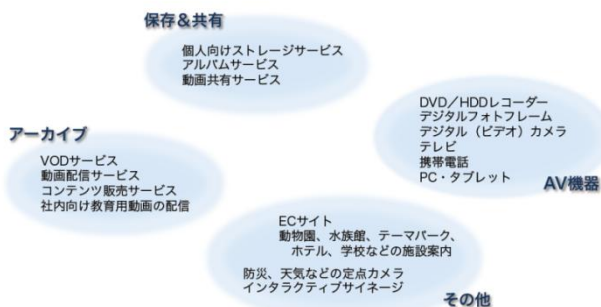 保存＆共有
個人向けストレージサービス
アルバムサービス
動画共有サービス
アーカイブ
VODサービス
動画配信サービス
コンテンツ販売サービス
社内向け教育用動画の配信
DVD／HDDレコーダー
デジタルフォトフレーム
デジタル（ビデオ）カメラ
テレビ
携帯電話
PC・タブレット
AV機器
ECサイト
動物園、水族館、テーマパーク、
ホテル、学校などの施設案内
防災、天気などの定点カメラ
インタラクティブサイネージ
その他